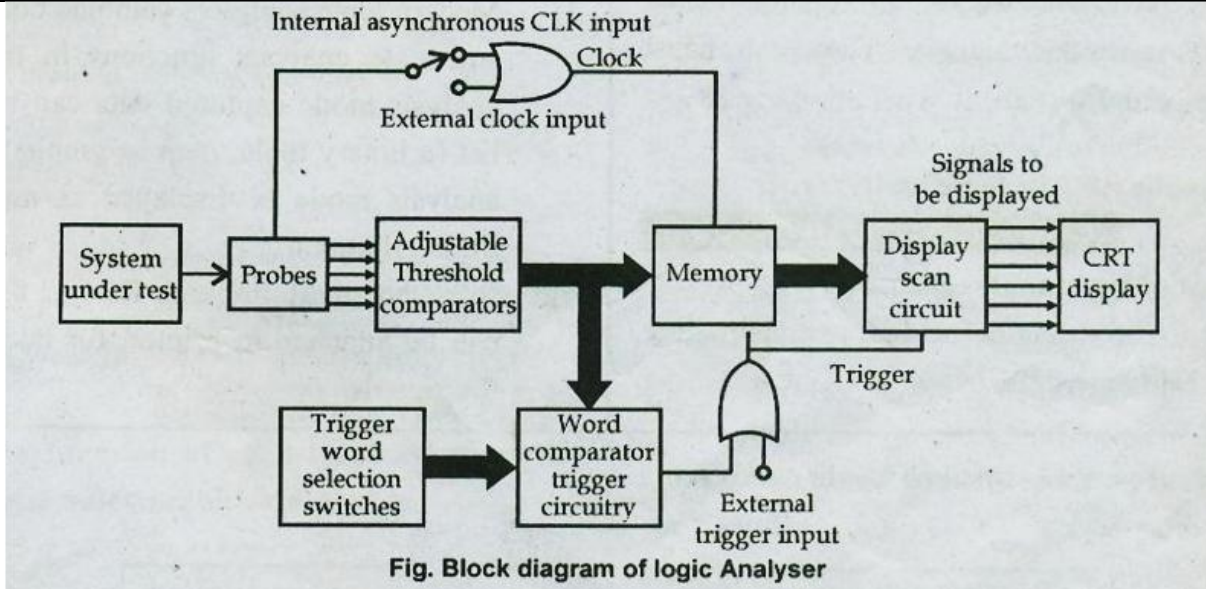 Internal asynchronous CLK input
Clock
External clock input
Signals to
be displayed
System
under test
Probes
Adjustable
Threshold
comparators
Memory
Display
scan
circuit
CRT
display
Trigger
Trigger
word
selection
switches
Word
comparator
trigger
circuitry
External
trigger input
Fig. Block diagram of logic Analyser